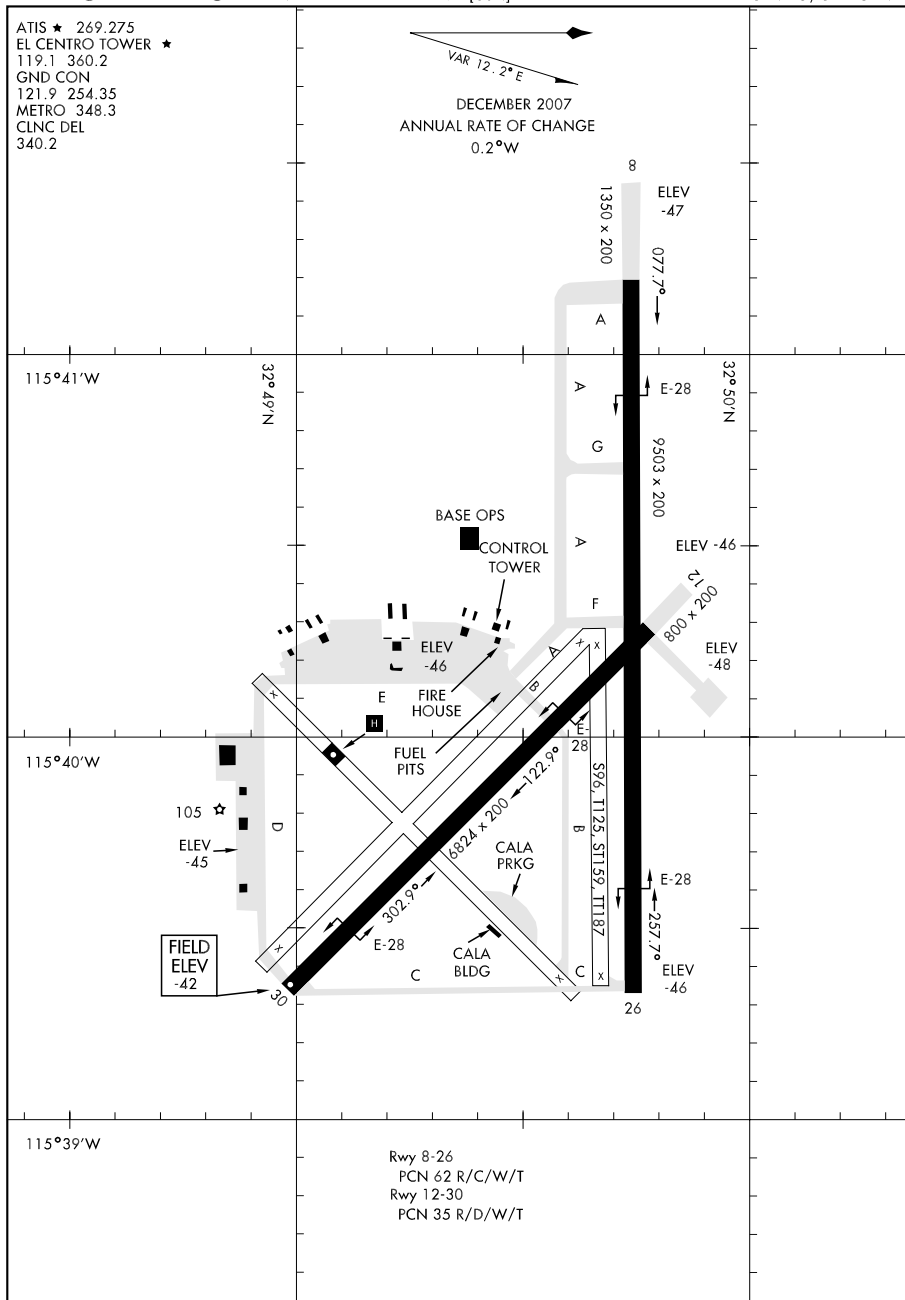 ATIS ★ 269.275
EL CENTRO TOWER ★
119.1 360.2
GND CON
121.9 254.35
METRO 348.3
CLNC DEL
340.2
VAR 12.2° E
DECEMBER 2007
ANNUAL RATE OF CHANGE
0.2°W
8
1350 x 200
ELEV
-47
077.7°
A
115°41'W
32°49'N
32°50'N
A
E-28
G
9503 x 200
BASE OPS
CONTROL
TOWER
A
ELEV -46
F
12
800 x 200
ELEV
-46
A
ELEV
-48
x
x
x
E
B
FIRE
HOUSE
H
E-
28
FUEL
PITS
115°40'W
122.9°
6824 x 200
S96, T125, ST159, TT187
105
D
B
ELEV
-45
CALA
PRKG
302.9°
E-28
257.7°
FIELD
ELEV
-42
x
E-28
CALA
BLDG
C
C
x
x
ELEV
-46
30
26
115°39'W
Rwy 8-26
PCN 62 R/C/W/T
Rwy 12-30
PCN 35 R/D/W/T